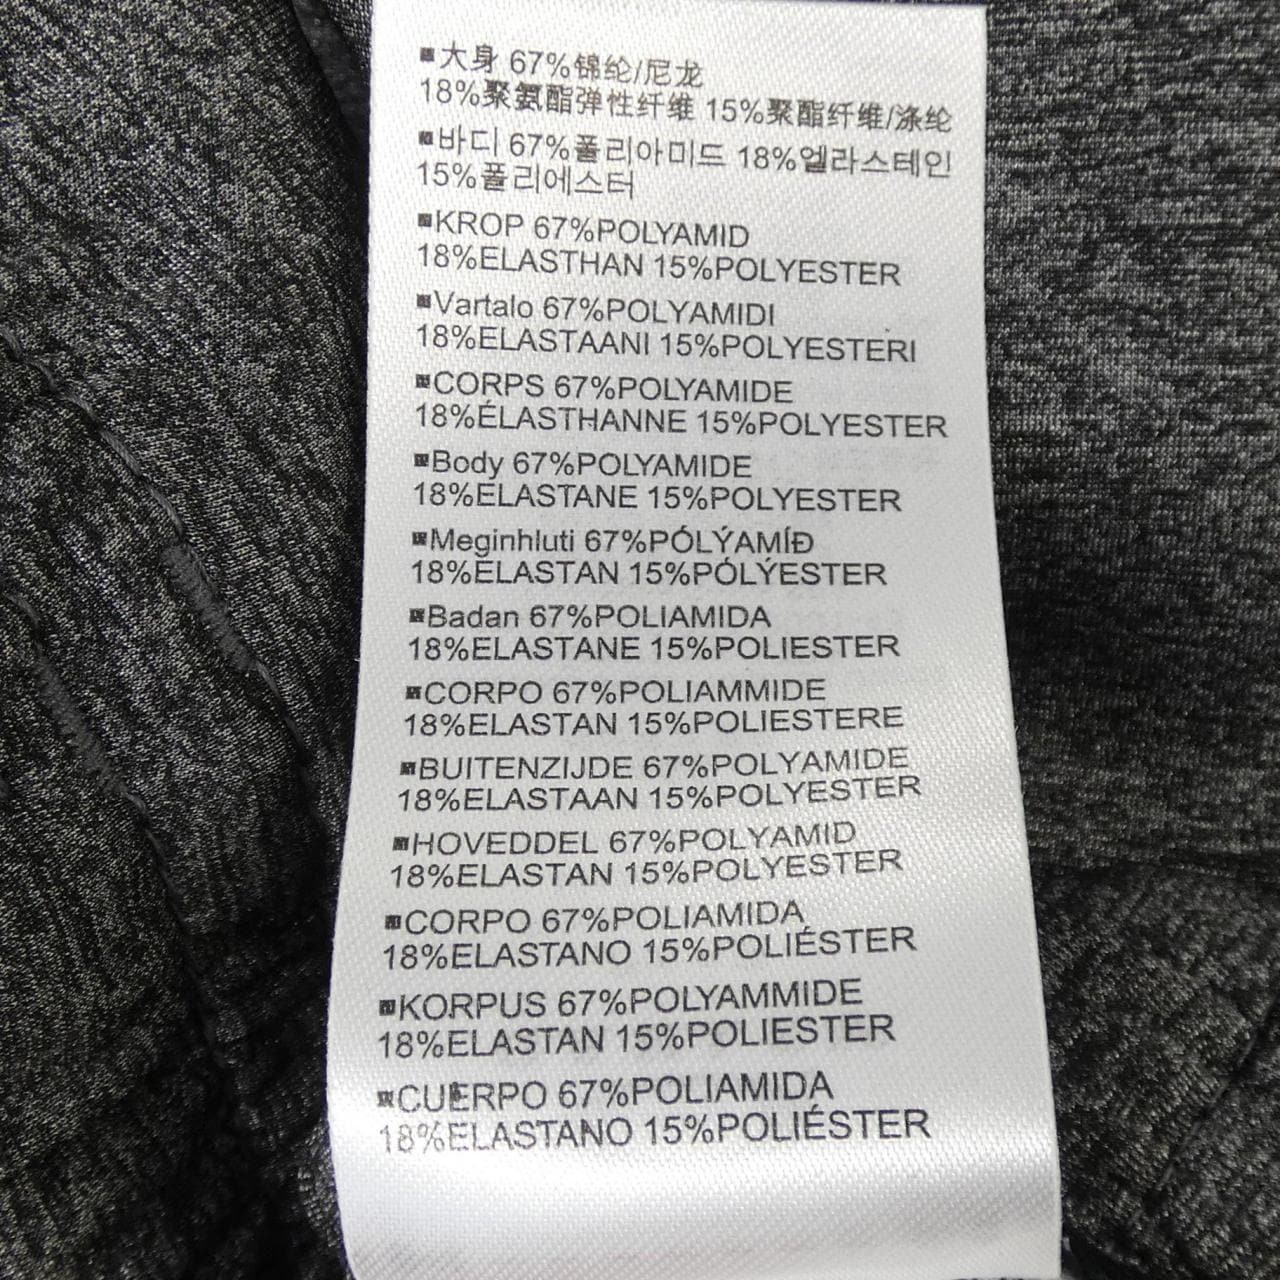 大身 67%锦纶/尼龙
18%聚氨酯弹性纤维 15%聚酯纤维/涤纶
바디 67%폴리아미드 18%엘라스테인
15%폴리에스터
KROP 67%POLYAMID
18%ELASTHAN 15%POLYESTER
Vartalo 67%POLYAMIDI
18%ELASTAANI 15%POLYESTERI
CORPS 67%POLYAMIDE
18%ÉLASTHANNE 15%POLYESTER
Body 67%POLYAMIDE
18%ELASTANE 15%POLYESTER
Meginhluti 67%PÓLÝAMÍÐ
18%ELASTAN 15%PÓLÝESTER
Badan 67%POLIAMIDA
18%ELASTANE 15%POLIESTER
CORPO 67%POLIAMMIDE
18%ELASTAN 15%POLIESTERE
BUITENZIJDE 67%POLYAMIDE
18%ELASTAAN 15%POLYESTER
HOVEDDEL 67%POLYAMID
18%ELASTAN 15%POLYESTER
CORPO 67%POLIAMIDA
18%ELASTANO 15%POLIÉSTER
KORPUS 67%POLYAMMIDE
18%ELASTAN 15%POLIESTER
CUERPO 67%POLIAMIDA
18%ELASTANO 15%POLIÉSTER